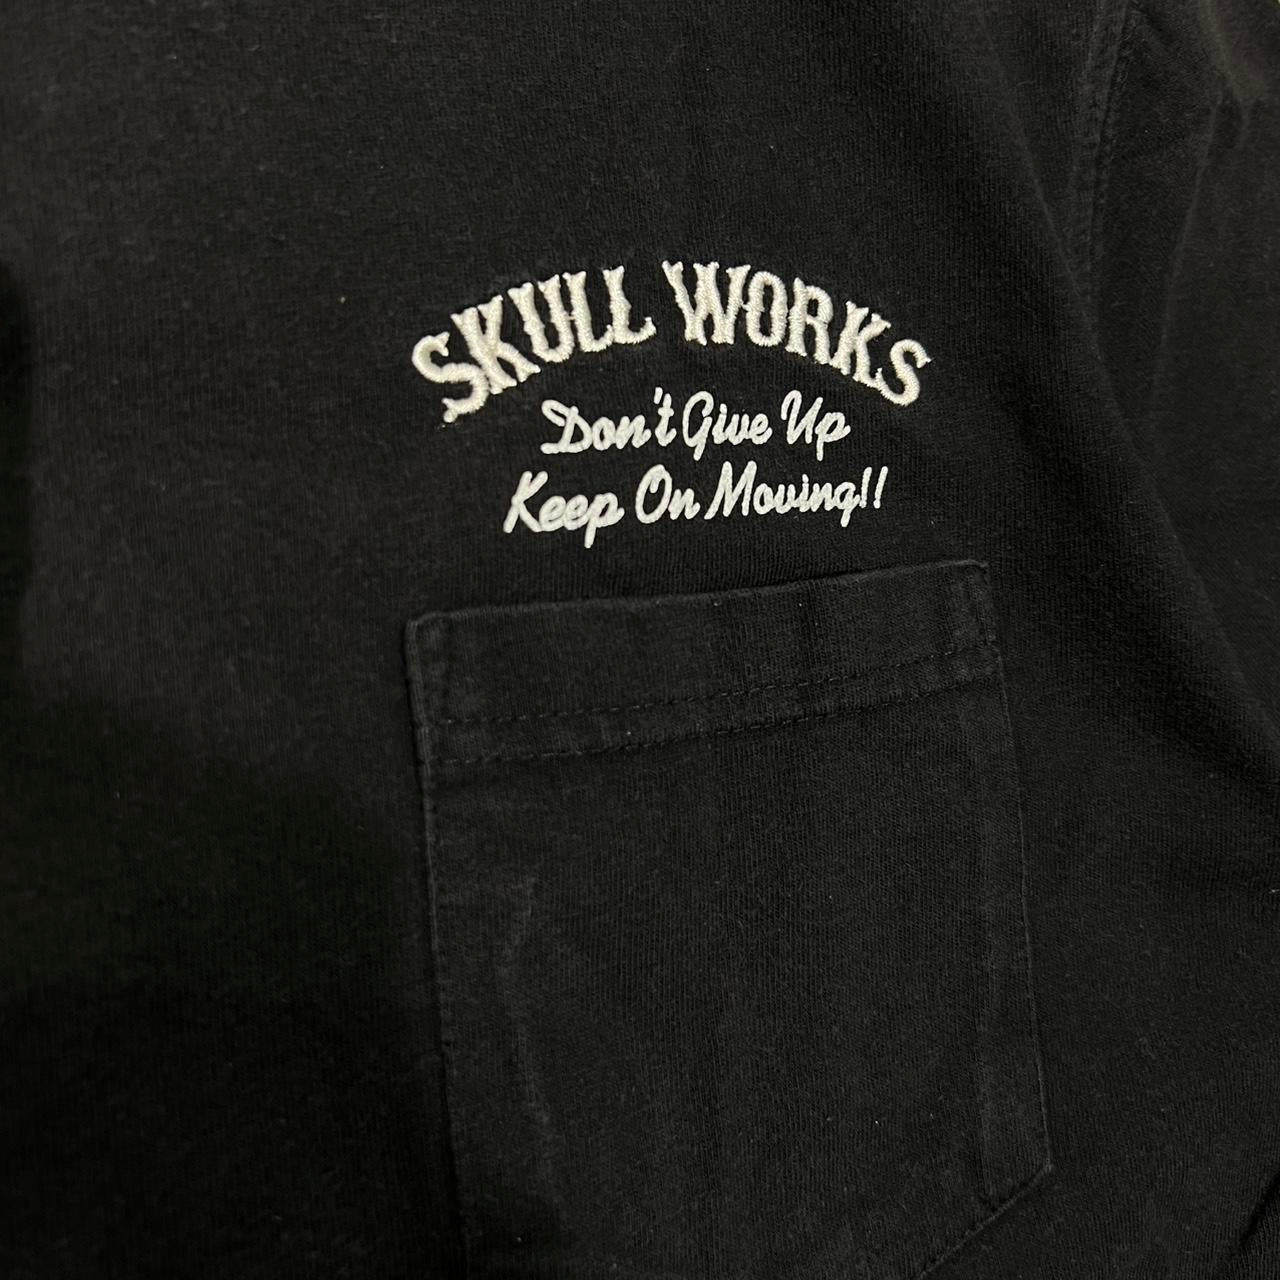 SKULL WORKS
Don't Give Up
Keep On Moving!!